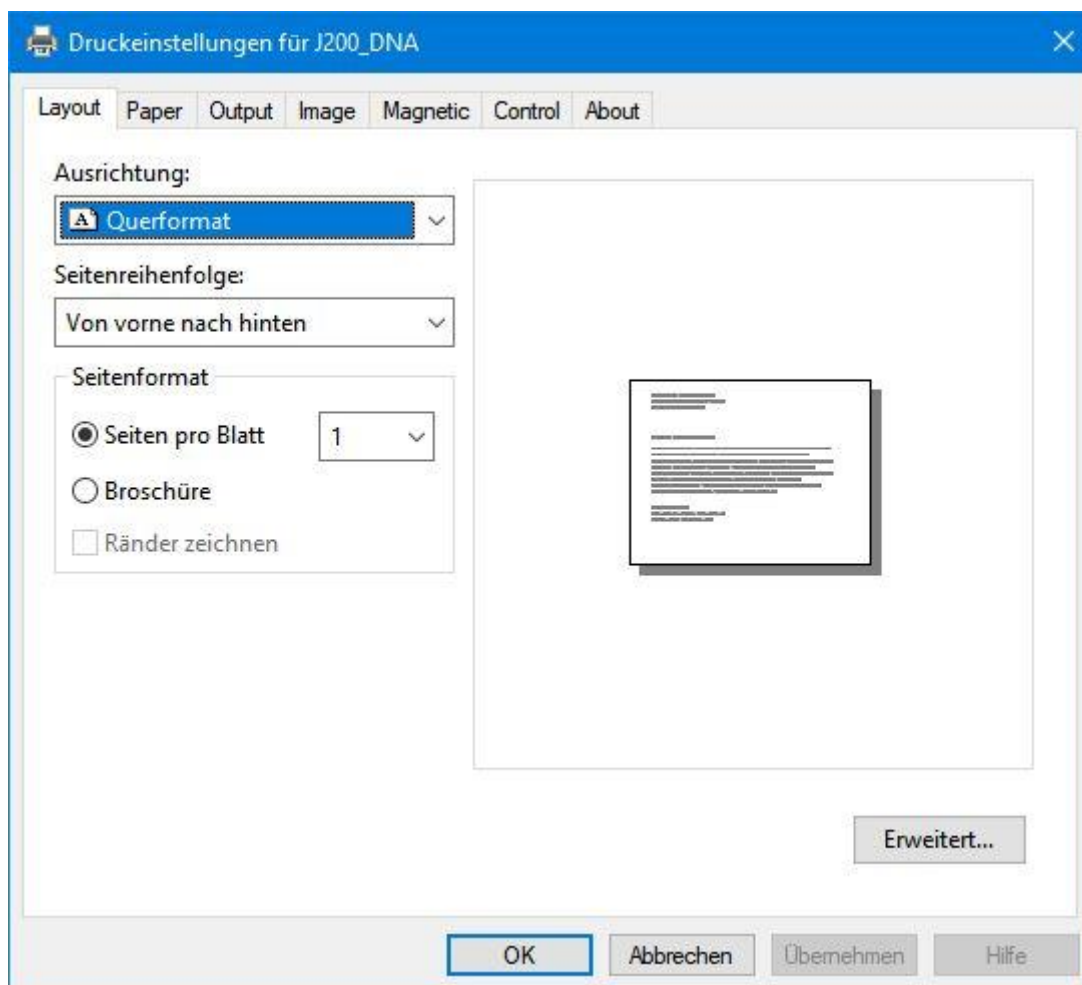 Druckeinstellungen für J200_DNA
Layout Paper Output Image Magnetic Control About
Ausrichtung:
A Querformat
Seitenreihenfolge:
Von vorne nach hinten
Seitenformat
Seiten pro Blatt 1
Broschüre
Ränder zeichnen
Erweitert...
OK Abbrechen Übernehmen Hilfe